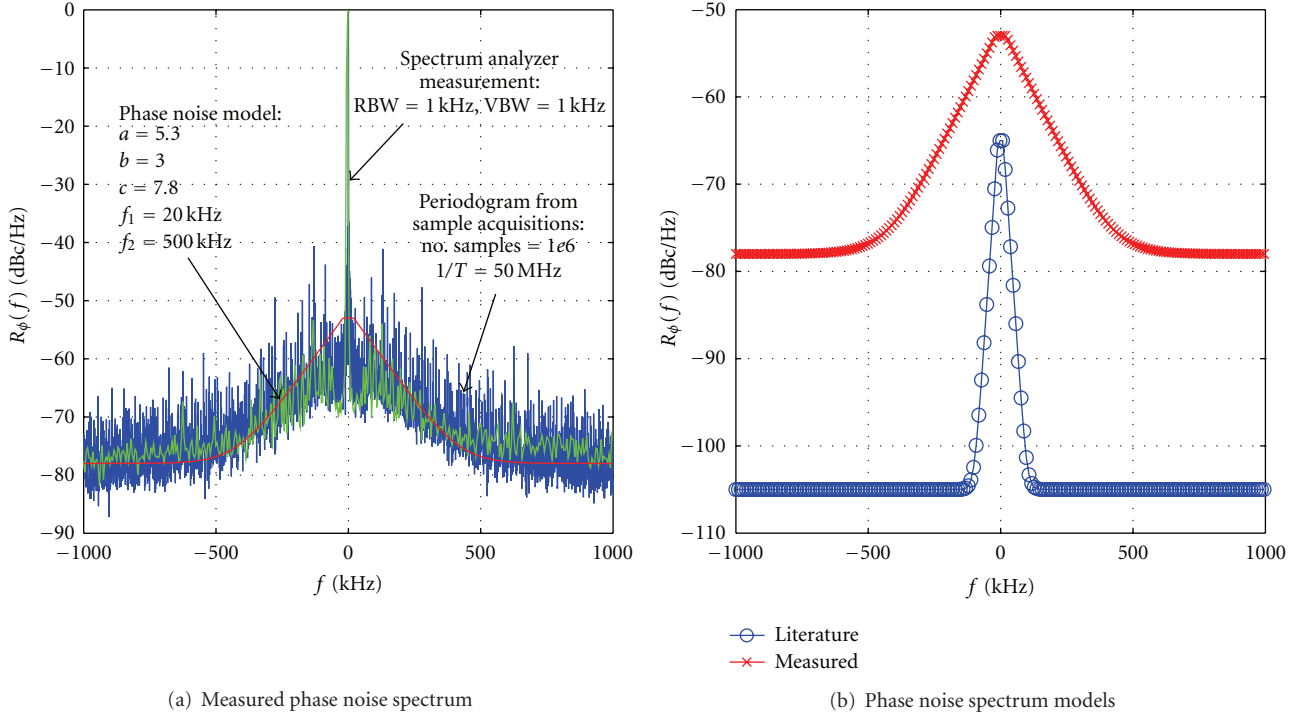 0
−10
−20
−30
−40
−50
−60
−70
−80
−90
−1000
−500
0
500
1000
R_ϕ(f) (dBc/Hz)
f (kHz)
Spectrum analyzer
measurement:
RBW = 1 kHz, VBW = 1 kHz
Phase noise model:
a = 5.3
b = 3
c = 7.8
f₁ = 20 kHz
f₂ = 500 kHz
Periodogram from
sample acquisitions:
no. samples = 1e6
1/T = 50 MHz
(a) Measured phase noise spectrum
−50
−60
−70
−80
−90
−100
−110
−1000
−500
0
500
1000
R_ϕ(f) (dBc/Hz)
f (kHz)
Literature
Measured
(b) Phase noise spectrum models